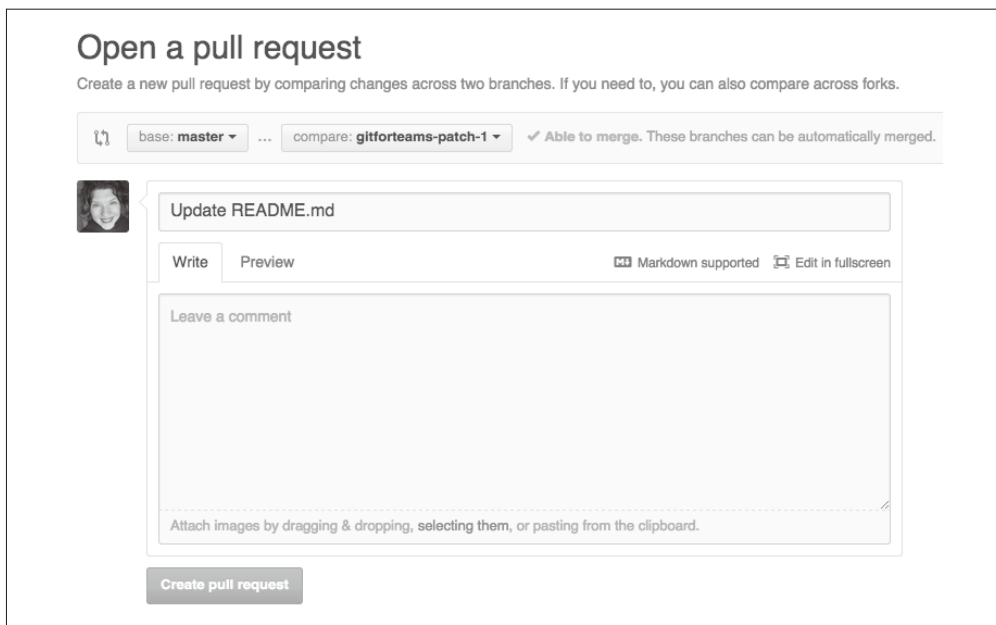 Open a pull request
Create a new pull request by comparing changes across two branches. If you need to, you can also compare across forks.
base: master ... compare: gitforteams-patch-1 ✓ Able to merge. These branches can be automatically merged.
Update README.md
Write Preview M↓ Markdown supported Edit in fullscreen
Leave a comment
Attach images by dragging & dropping, selecting them, or pasting from the clipboard.
Create pull request